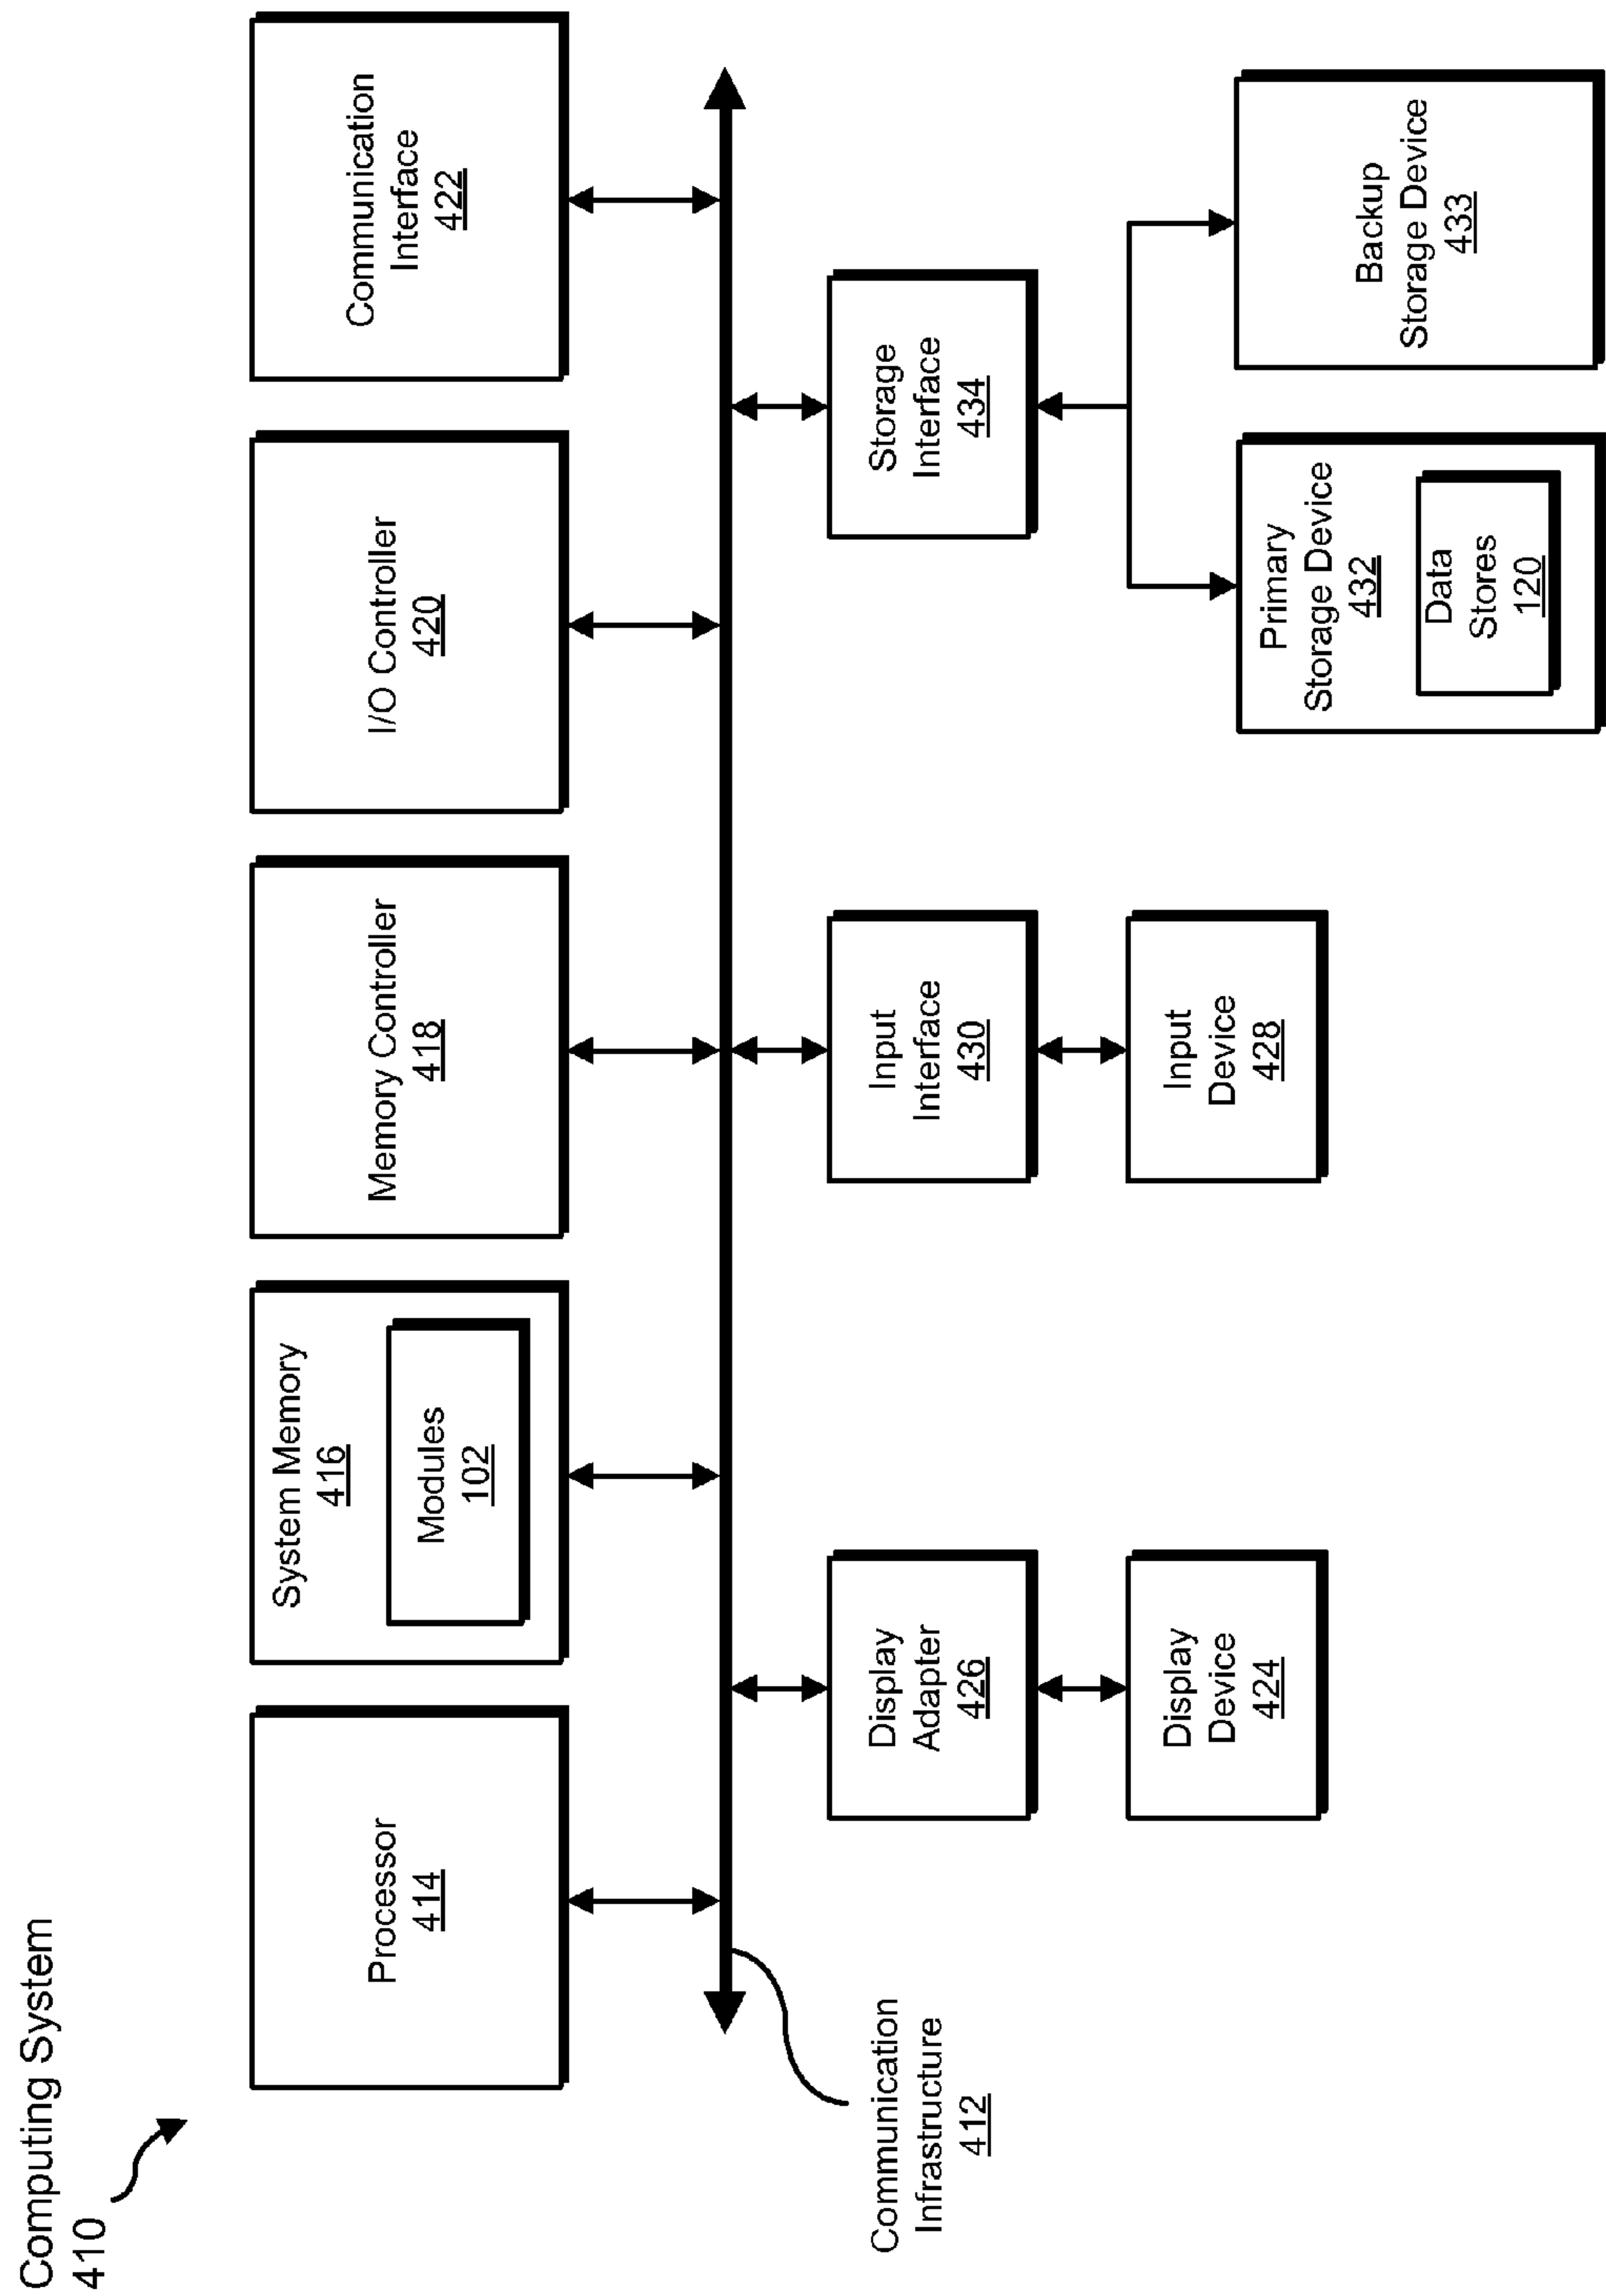 Computing System
410
Processor
414
System Memory
416
Modules
102
Memory Controller
418
I/O Controller
420
Communication
Interface
422
Communication
Infrastructure
412
Display
Adapter
426
Input
Interface
430
Storage
Interface
434
Display
Device
424
Input
Device
428
Primary
Storage Device
432
Data
Stores
120
Backup
Storage Device
433